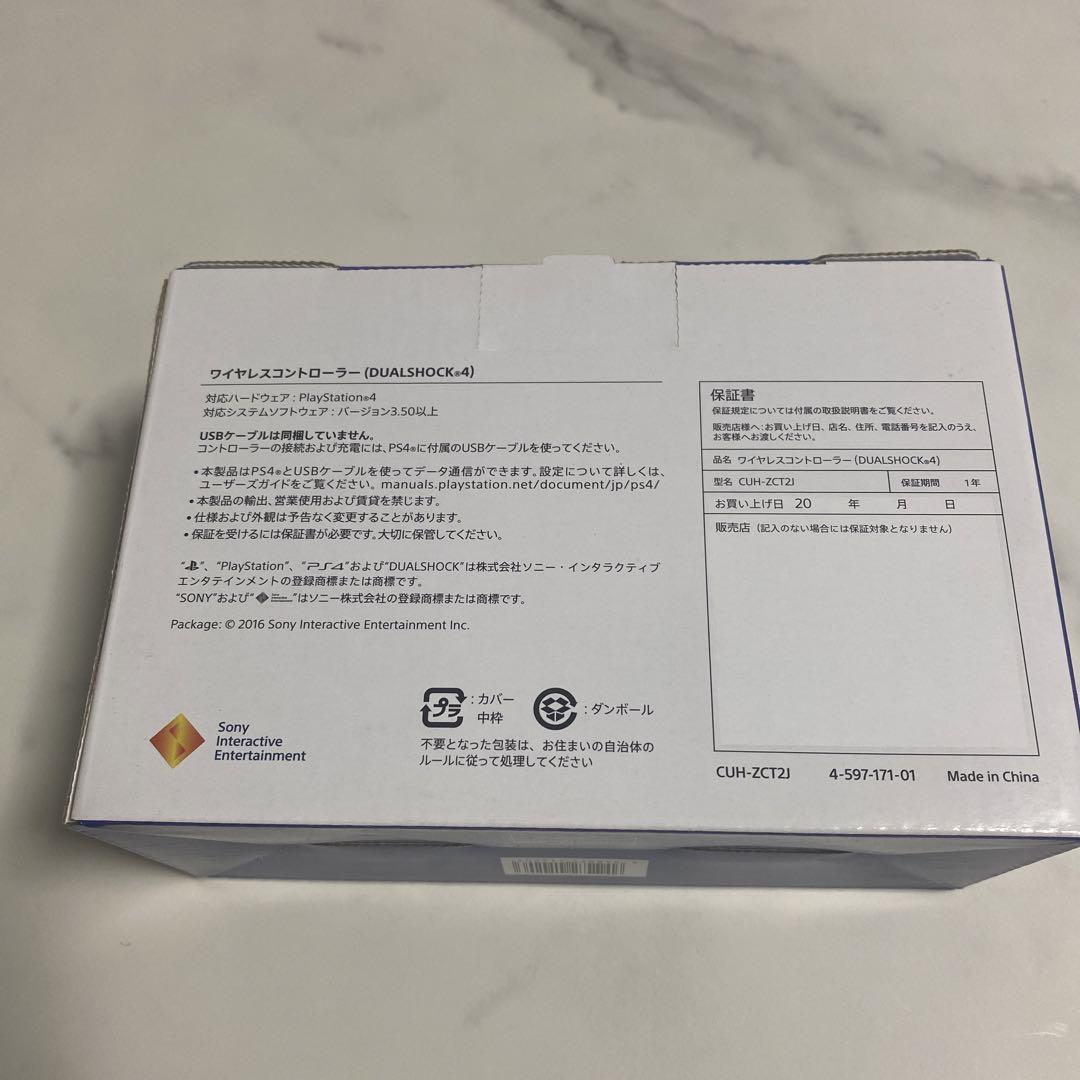 ワイヤレスコントローラー (DUALSHOCK®4)
対応ハードウェア : PlayStation®4
対応システムソフトウェア : バージョン3.50以上
USBケーブルは同梱していません。
コントローラーの接続および充電には、PS4®に付属のUSBケーブルを使ってください。
•本製品はPS4®とUSBケーブルを使ってデータ通信ができます。設定について詳しくは、
ユーザーズガイドをご覧ください。manuals.playstation.net/document/jp/ps4/
•本製品の輸出、営業使用および賃貸を禁じます。
•仕様および外観は予告なく変更することがあります。
•保証を受けるには保証書が必要です。大切に保管してください。
“PS”、“PlayStation”、“PS4”および“DUALSHOCK”は株式会社ソニー・インタラクティブ
エンタテインメントの登録商標または商標です。
“SONY”および“ ”はソニー株式会社の登録商標または商標です。
Package: © 2016 Sony Interactive Entertainment Inc.
Sony
Interactive
Entertainment
プラ : カバー
中枠
: ダンボール
不要となった包装は、お住まいの自治体の
ルールに従って処理してください
保証書
保証規定については付属の取扱説明書をご覧ください。
販売店様へ:お買い上げ日、店名、住所、電話番号を記入のうえ、
お客様へお渡しください。
品名 ワイヤレスコントローラー (DUALSHOCK®4)
型名 CUH-ZCT2J 保証期間 1年
お買い上げ日 20 年 月 日
販売店 (記入のない場合には保証対象となりません)
CUH-ZCT2J 4-597-171-01 Made in China